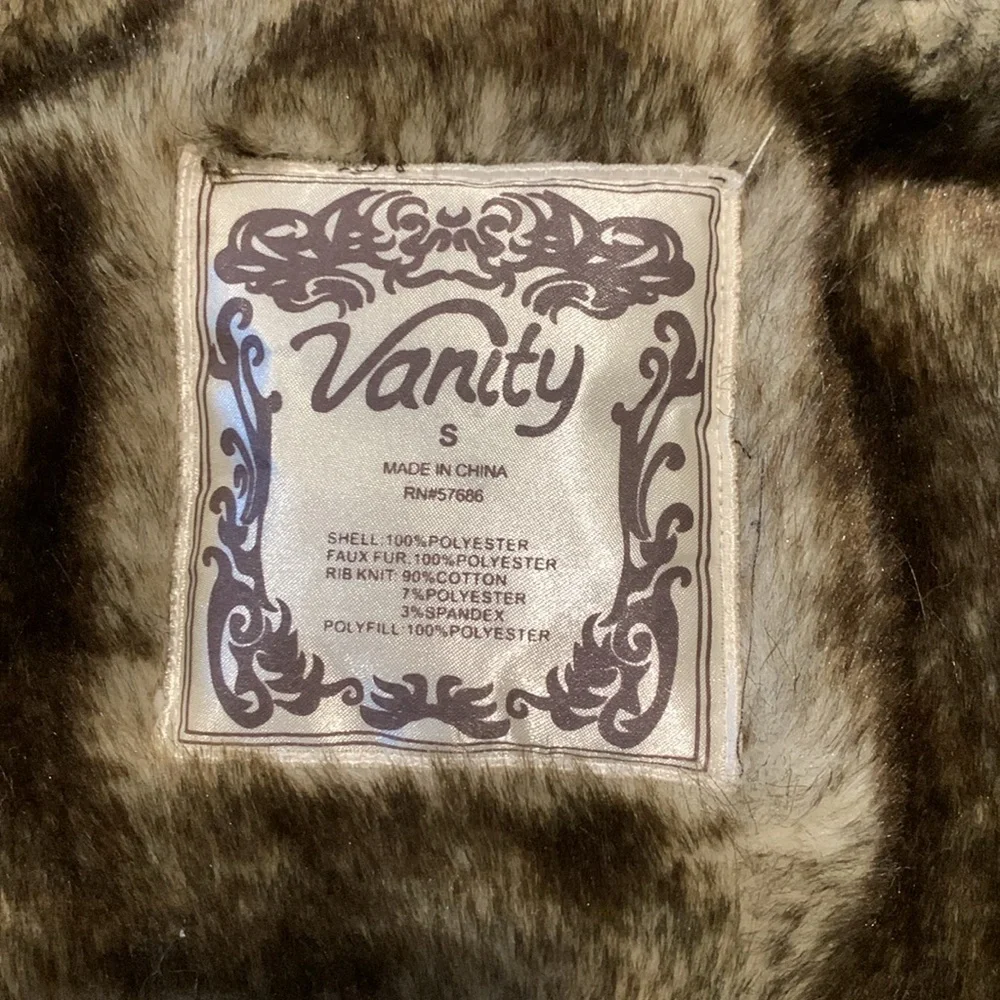 Vanity
S
MADE IN CHINA
RN#57686
SHELL:100%POLYESTER
FAUX FUR:100%POLYESTER
RIB KNIT:90%COTTON
7%POLYESTER
3%SPANDEX
POLYFILL:100%POLYESTER